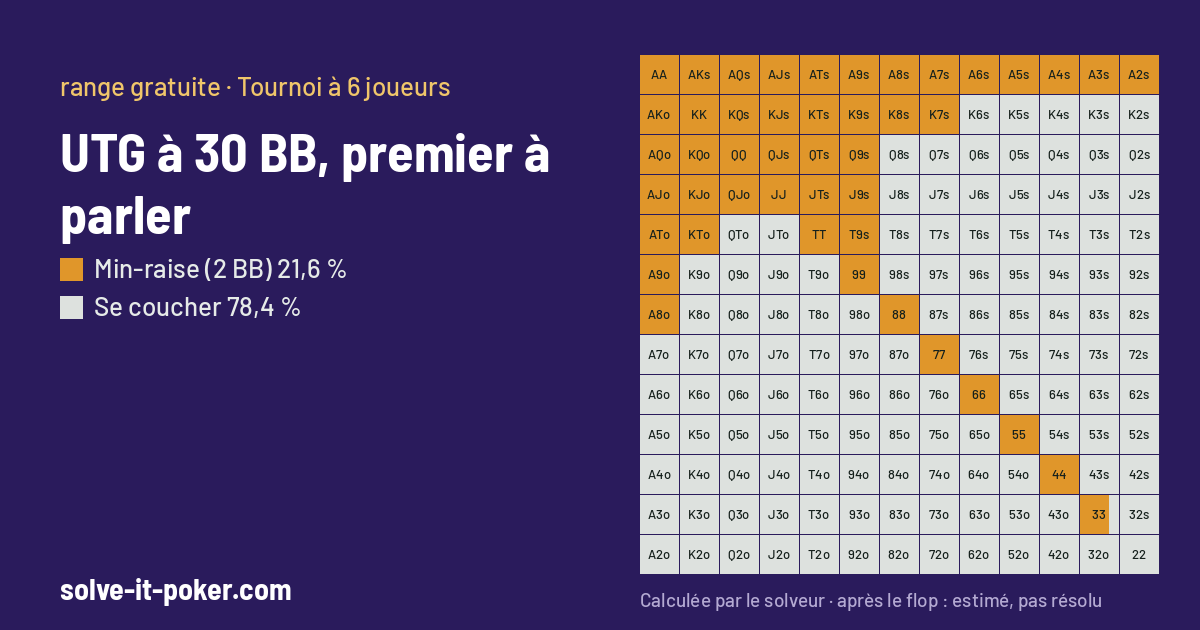 range gratuite · Tournoi à 6 joueurs
UTG à 30 BB, premier à
parler
Min-raise (2 BB) 21,6 %
Se coucher 78,4 %
solve-it-poker.com
AA AKs AQs AJs ATs A9s A8s A7s A6s A5s A4s A3s A2s
AKo KK KQs KJs KTs K9s K8s K7s K6s K5s K4s K3s K2s
AQo KQo QQ QJs QTs Q9s Q8s Q7s Q6s Q5s Q4s Q3s Q2s
AJo KJo QJo JJ JTs J9s J8s J7s J6s J5s J4s J3s J2s
ATo KTo QTo JTo TT T9s T8s T7s T6s T5s T4s T3s T2s
A9o K9o Q9o J9o T9o 99 98s 97s 96s 95s 94s 93s 92s
A8o K8o Q8o J8o T8o 98o 88 87s 86s 85s 84s 83s 82s
A7o K7o Q7o J7o T7o 97o 87o 77 76s 75s 74s 73s 72s
A6o K6o Q6o J6o T6o 96o 86o 76o 66 65s 64s 63s 62s
A5o K5o Q5o J5o T5o 95o 85o 75o 65o 55 54s 53s 52s
A4o K4o Q4o J4o T4o 94o 84o 74o 64o 54o 44 43s 42s
A3o K3o Q3o J3o T3o 93o 83o 73o 63o 53o 43o 33 32s
A2o K2o Q2o J2o T2o 92o 82o 72o 62o 52o 42o 32o 22
Calculée par le solveur · après le flop : estimé, pas résolu